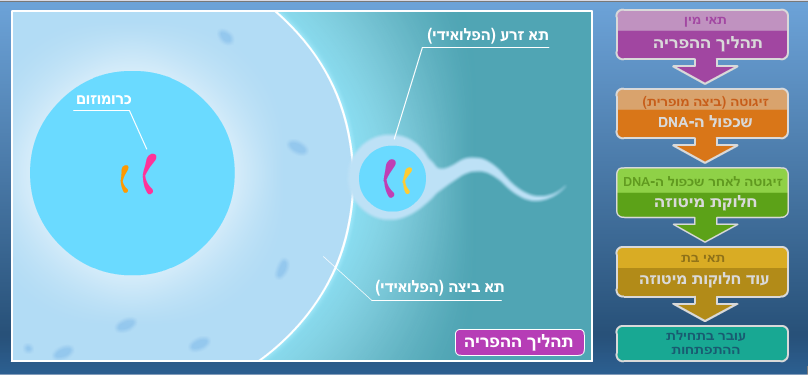 תאי מין
תהליך ההפריה
זיגוטה (ביצה מופרית)
שכפול ה-DNA
זיגוטה לאחר שכפול ה-DNA
חלוקת מיטוזה
תאי בת
עוד חלוקות מיטוזה
עובר בתחילת
ההתפתחות
תא זרע (הפלואידי)
כרומוזום
תא ביצה (הפלואידי)
תהליך ההפריה